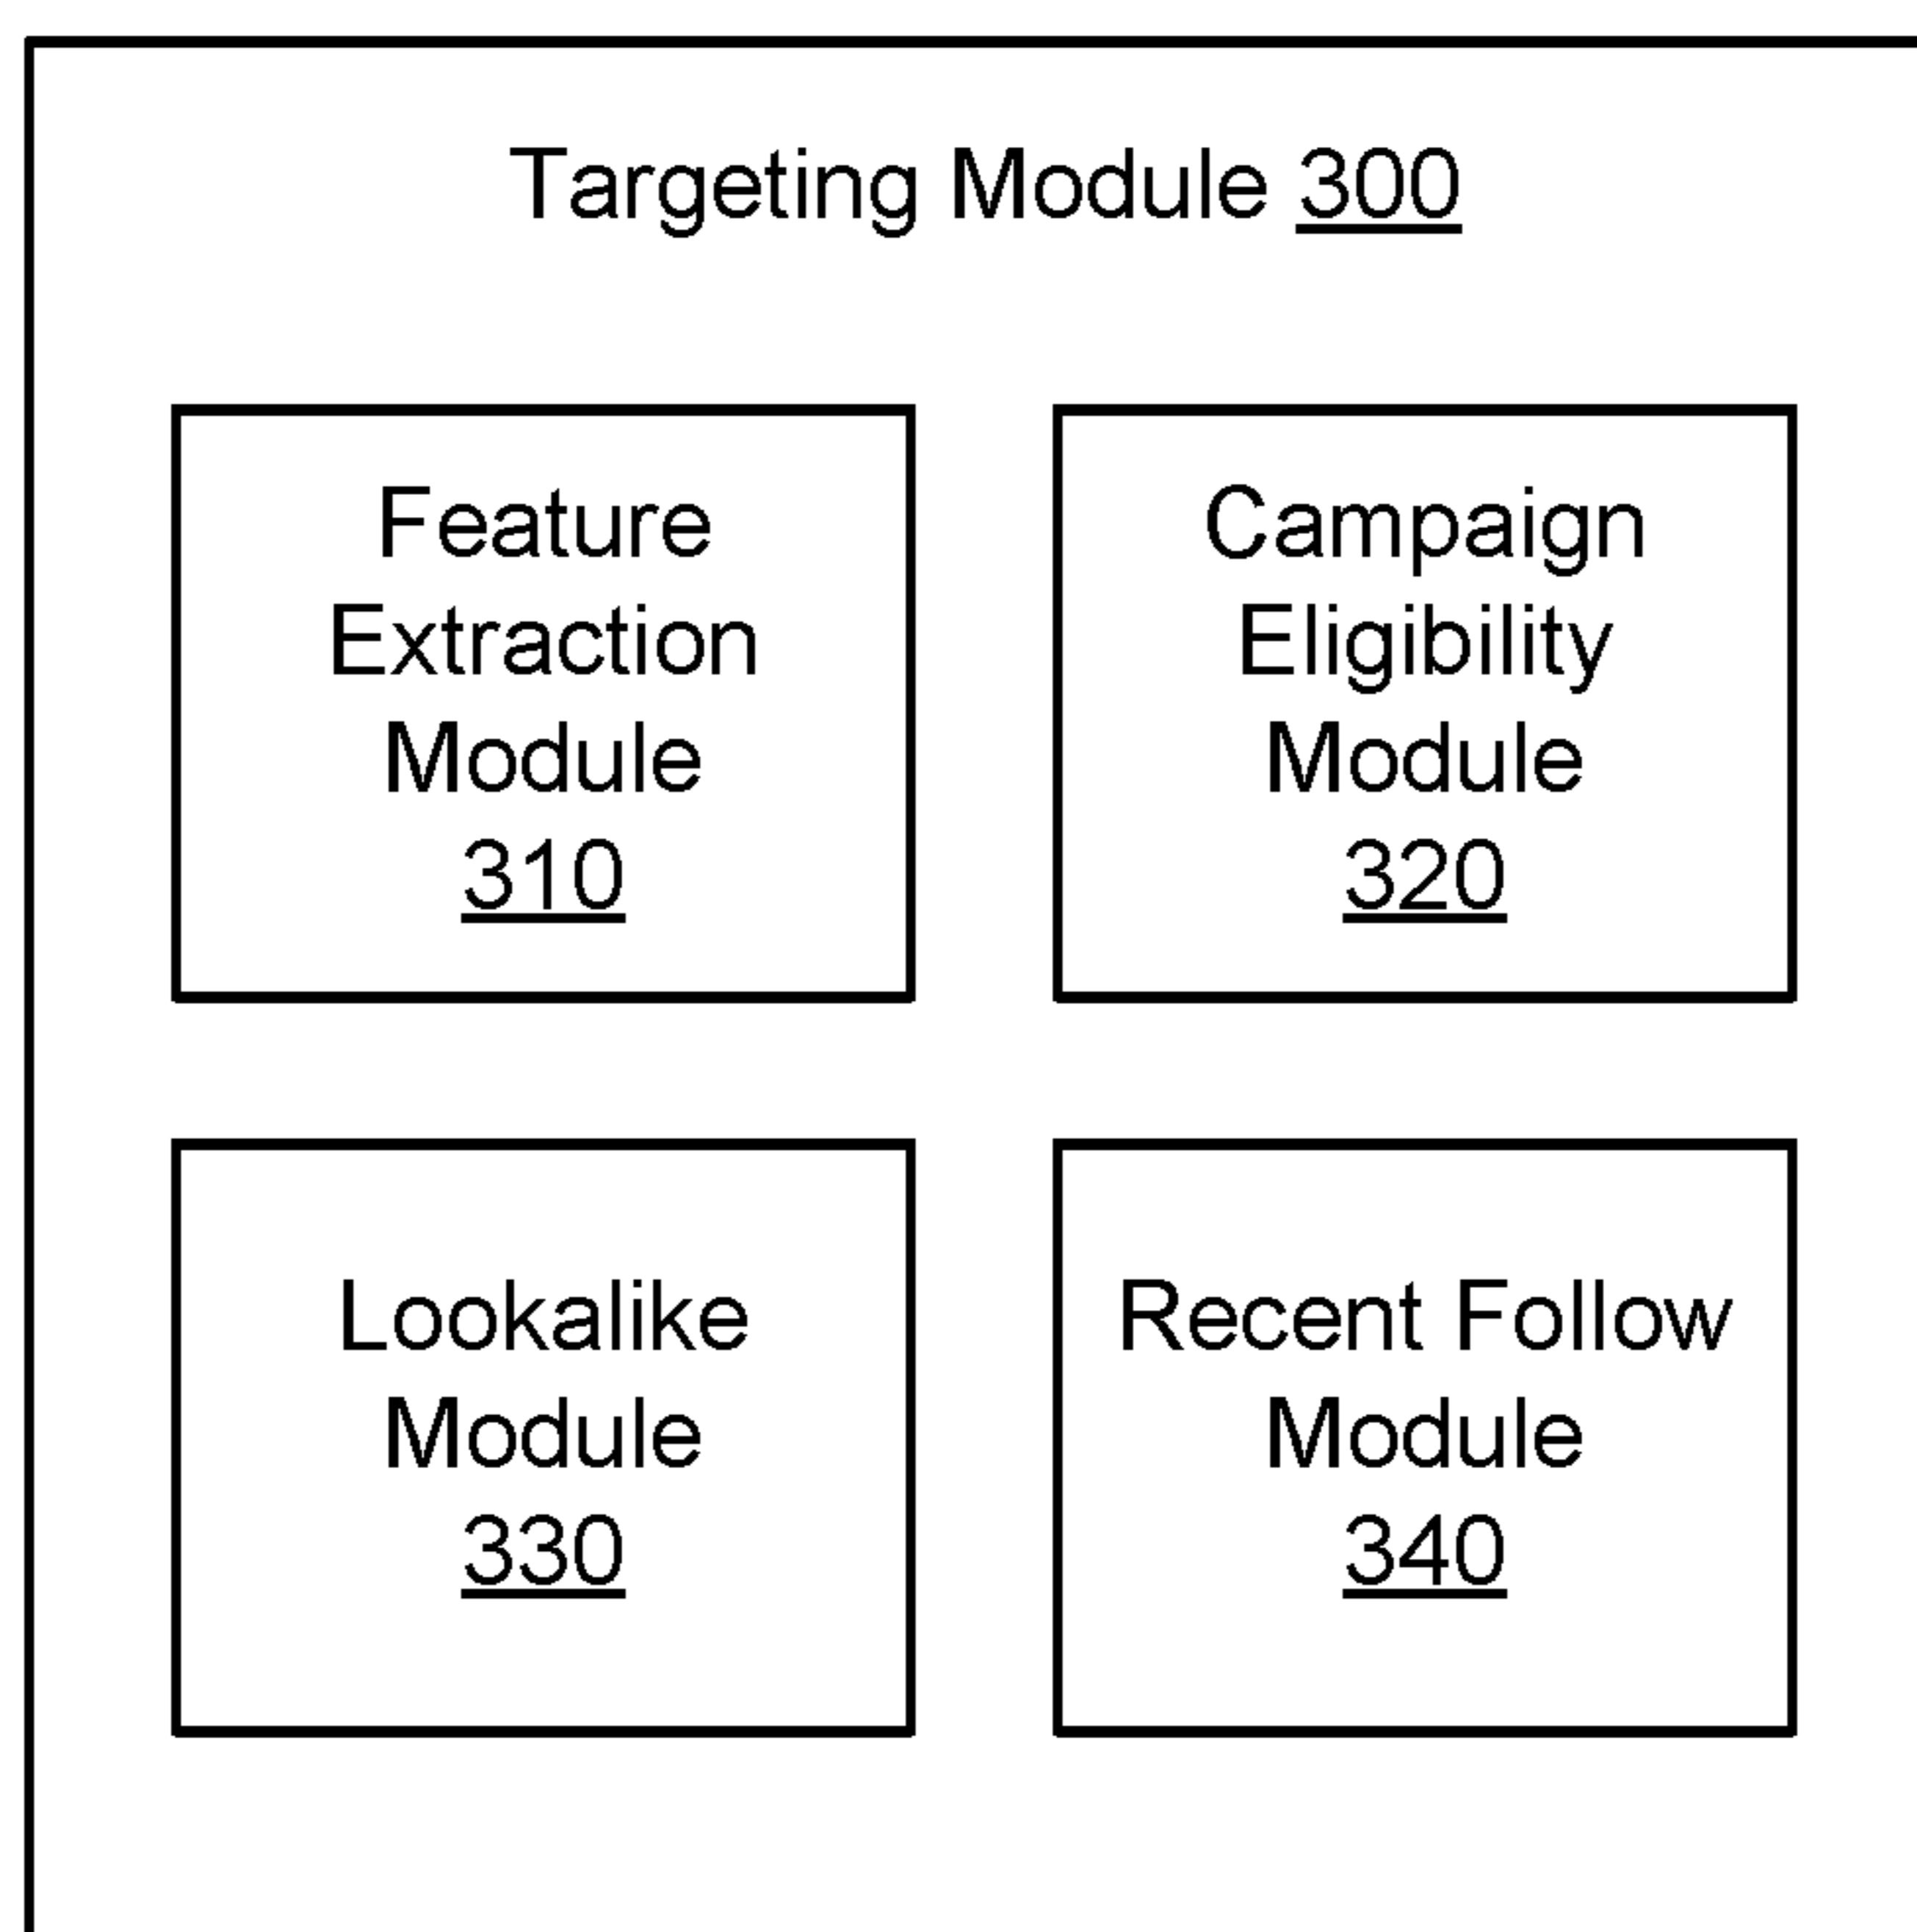 Targeting Module 300
Feature
Extraction
Module
310
Campaign
Eligibility
Module
320
Lookalike
Module
330
Recent Follow
Module
340